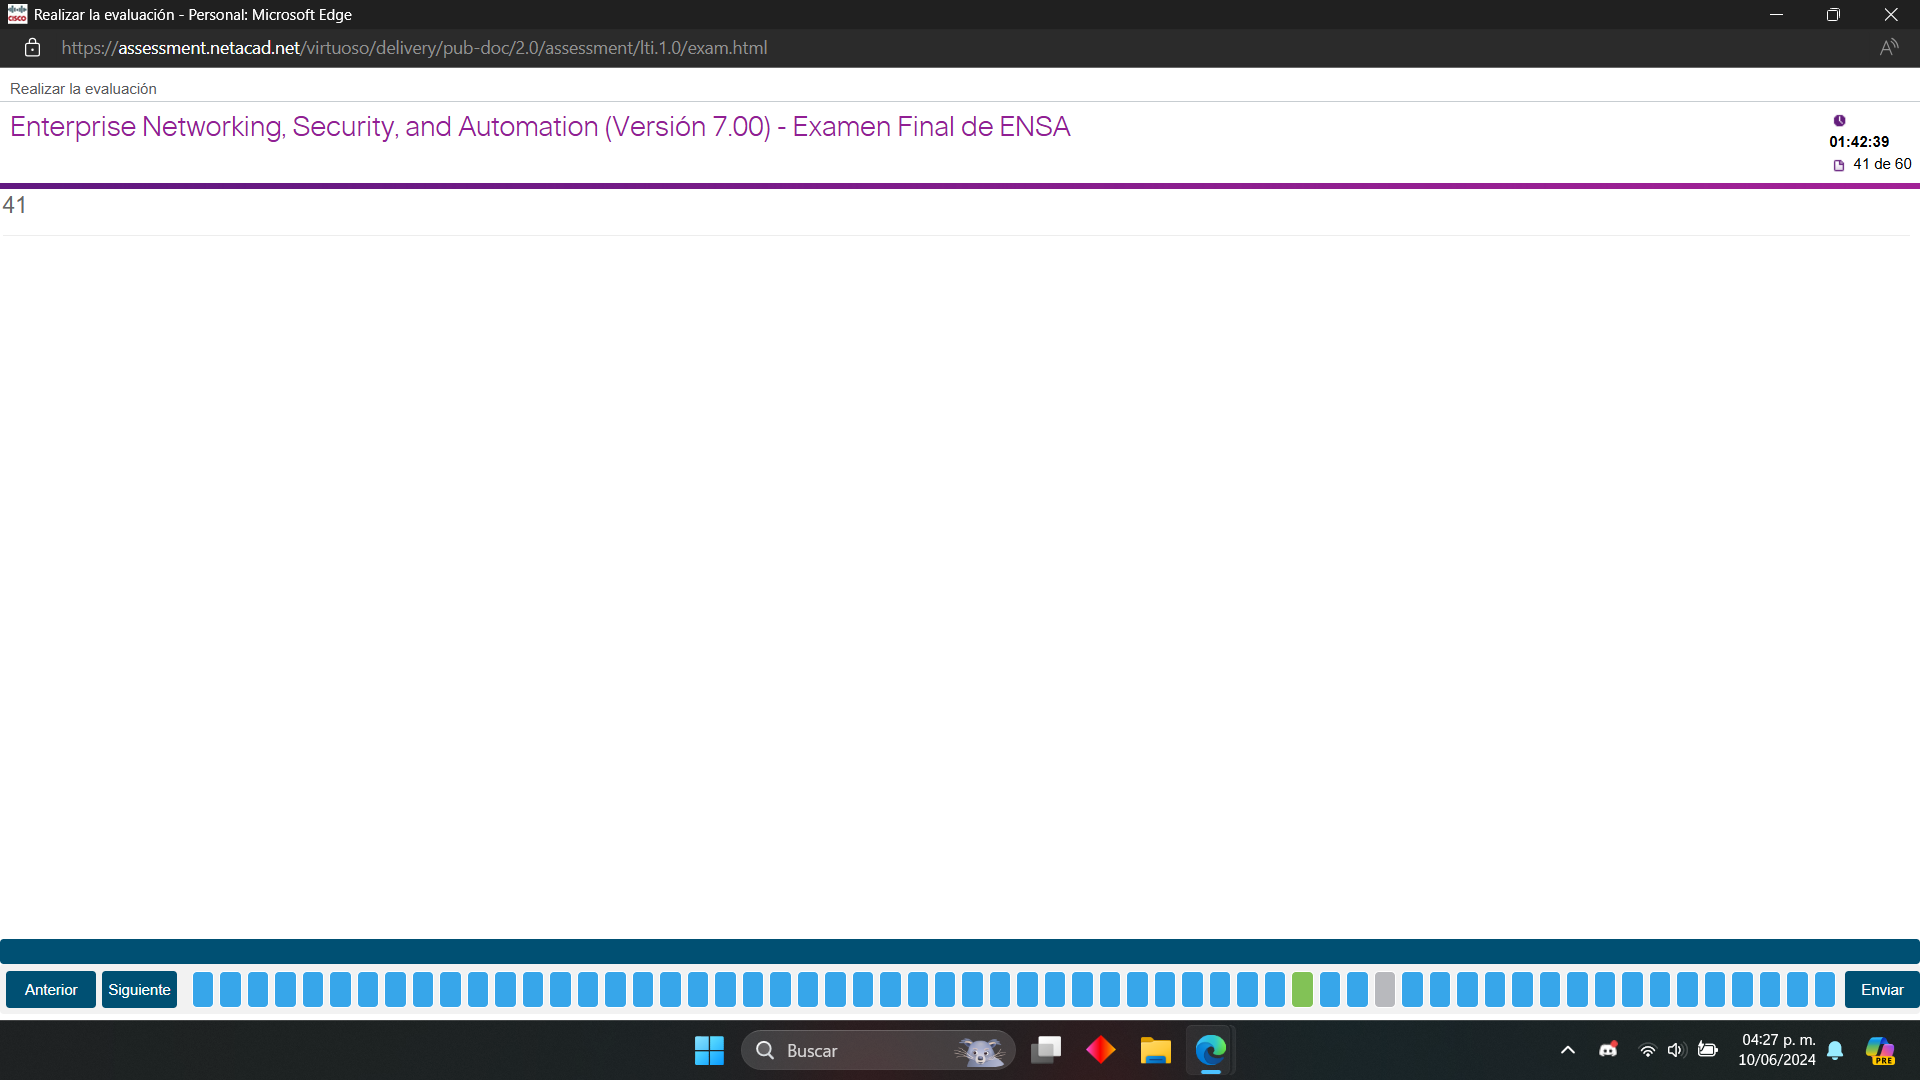 Realizar la evaluación - Personal: Microsoft Edge
https://assessment.netacad.net/virtuoso/delivery/pub-doc/2.0/assessment/lti.1.0/exam.html
Realizar la evaluación
Enterprise Networking, Security, and Automation (Versión 7.00) - Examen Final de ENSA
01:42:39
41 de 60
41
Anterior
Siguiente
Enviar
Buscar
04:27 p. m.
10/06/2024
PRE